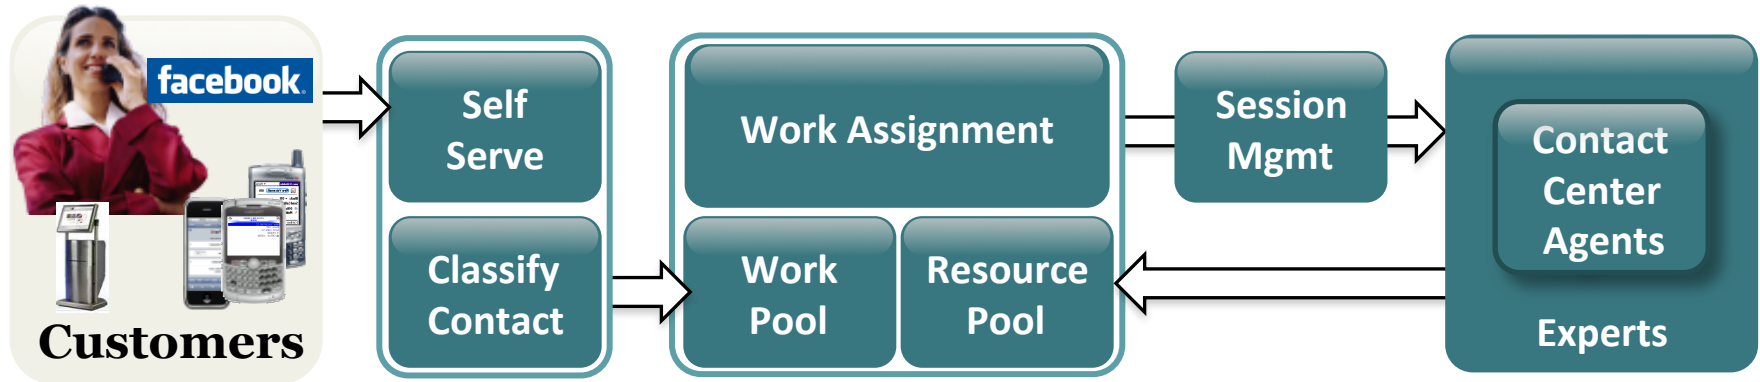 facebook.
Customers
Self
Serve
Classify
Contact
Work Assignment
Work
Pool
Resource
Pool
Session
Mgmt
Contact
Center
Agents
Experts